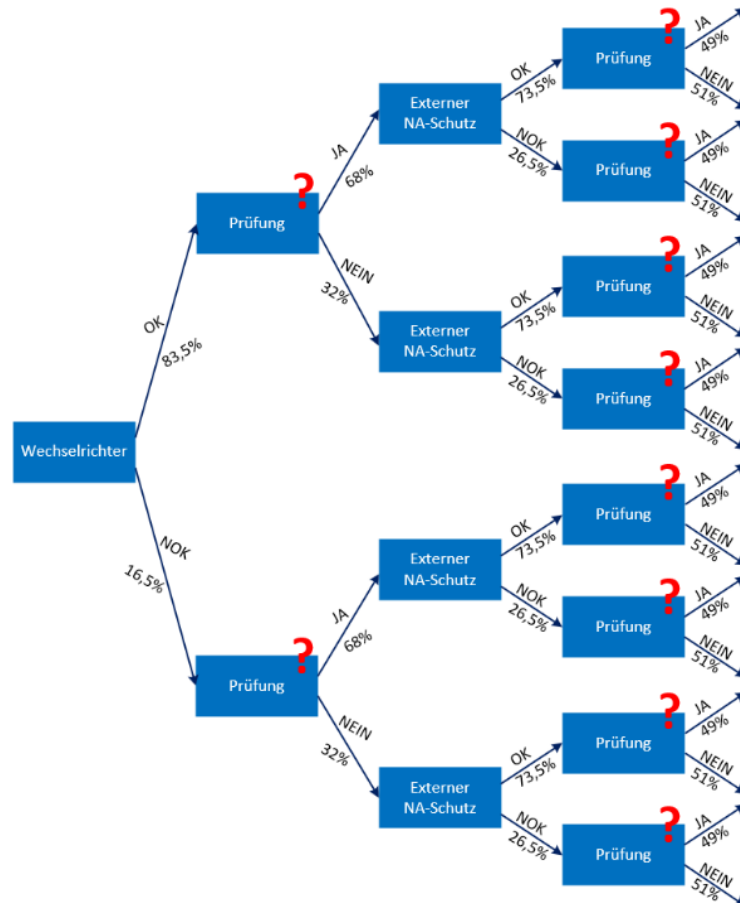 ?
JA
49%
OK
73,5%
Prüfung
NEIN
51%
Externer
NA-Schutz
?
JA
49%
NOK
26,5%
Prüfung
NEIN
51%
JA
68%
?
Prüfung
NEIN
32%
?
JA
49%
OK
73,5%
Prüfung
NEIN
51%
Externer
NA-Schutz
?
JA
49%
NOK
26,5%
Prüfung
NEIN
51%
OK
83,5%
Wechselrichter
NOK
16,5%
?
JA
49%
OK
73,5%
Prüfung
NEIN
51%
Externer
NA-Schutz
?
JA
49%
NOK
26,5%
Prüfung
NEIN
51%
JA
68%
?
Prüfung
NEIN
32%
?
JA
49%
OK
73,5%
Prüfung
NEIN
51%
Externer
NA-Schutz
?
JA
49%
NOK
26,5%
Prüfung
NEIN
51%